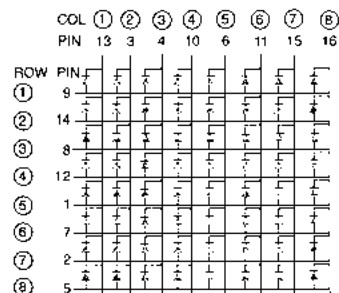 COL ① ② ③ ④ ⑤ ⑥ ⑦ ⑧
PIN 13 3 4 10 6 11 15 16
ROW PIN
① 9
② 14
③ 8
④ 12
⑤ 1
⑥ 7
⑦ 2
⑧ 5